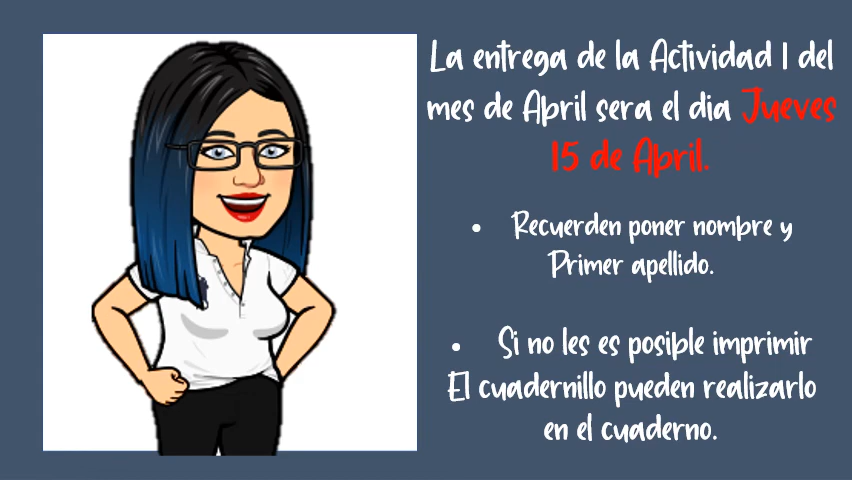 La entrega de la Actividad 1 del
mes de April sera el dia Jueves
15 de April.
• Recuerden poner nombre y
Primer apellido.
• Si no les es posible imprimir
El cuadernillo pueden realizarlo
en el cuaderno.